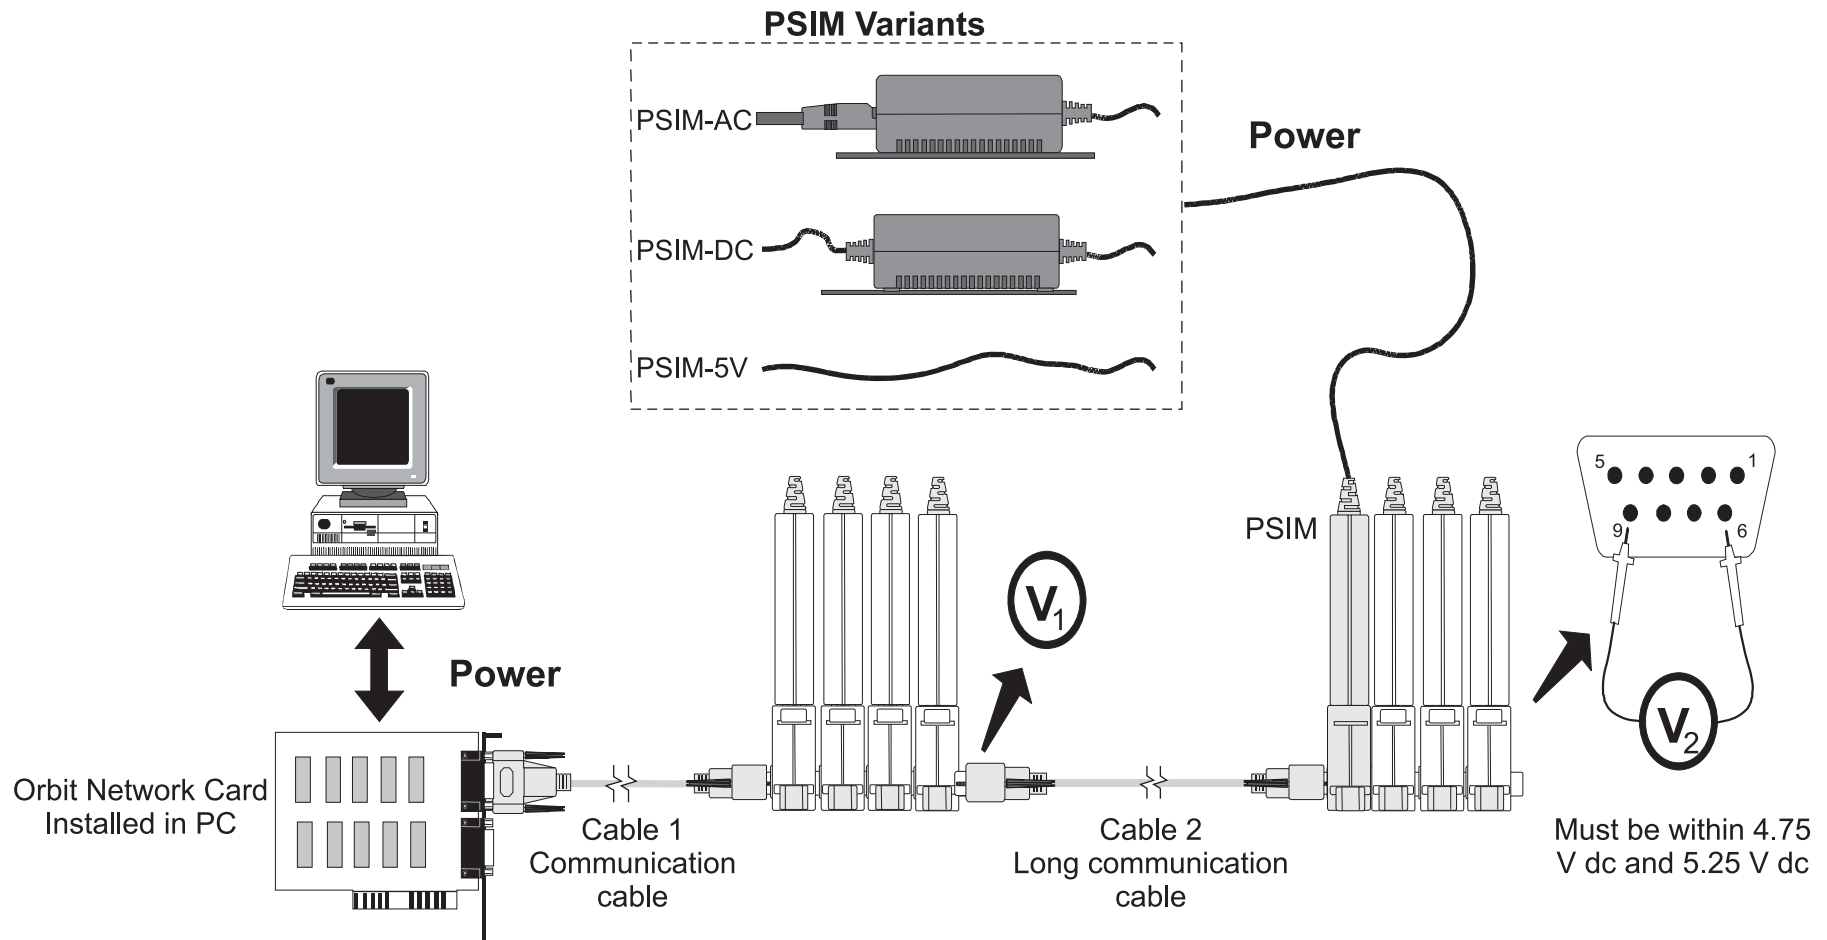 PSIM Variants
PSIM-AC
Power
PSIM-DC
PSIM-5V
5
1
PSIM
9
6
V1
Power
V2
Orbit Network Card
Installed in PC
Cable 1
Communication
cable
Cable 2
Long communication
cable
Must be within 4.75
V dc and 5.25 V dc